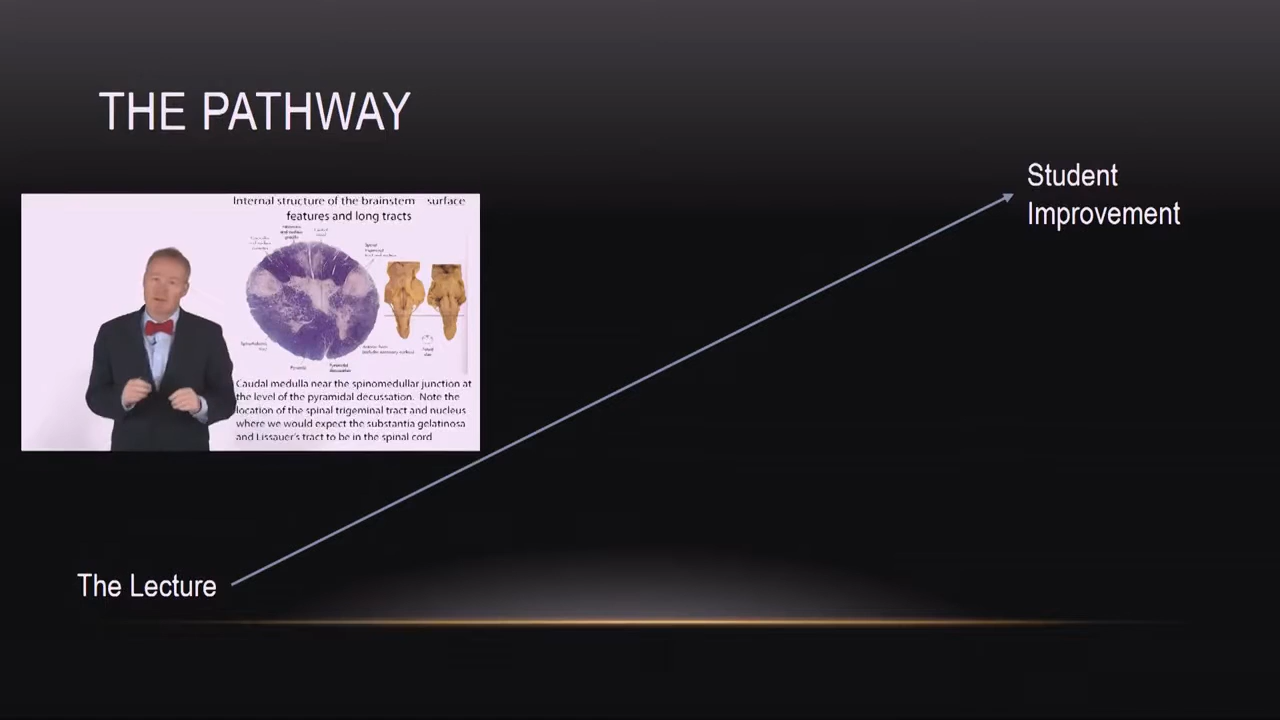 THE PATHWAY
Student
Improvement
Internal structure of the brainstem surface
features and long tracts
Caudal medulla near the spinomedullar junction at
the level of the pyramidal decussation. Note the
location of the spinal trigeminal tract and nucleus
where we would expect the substantia gelatinosa
and Lissauer's tract to be in the spinal cord
The Lecture